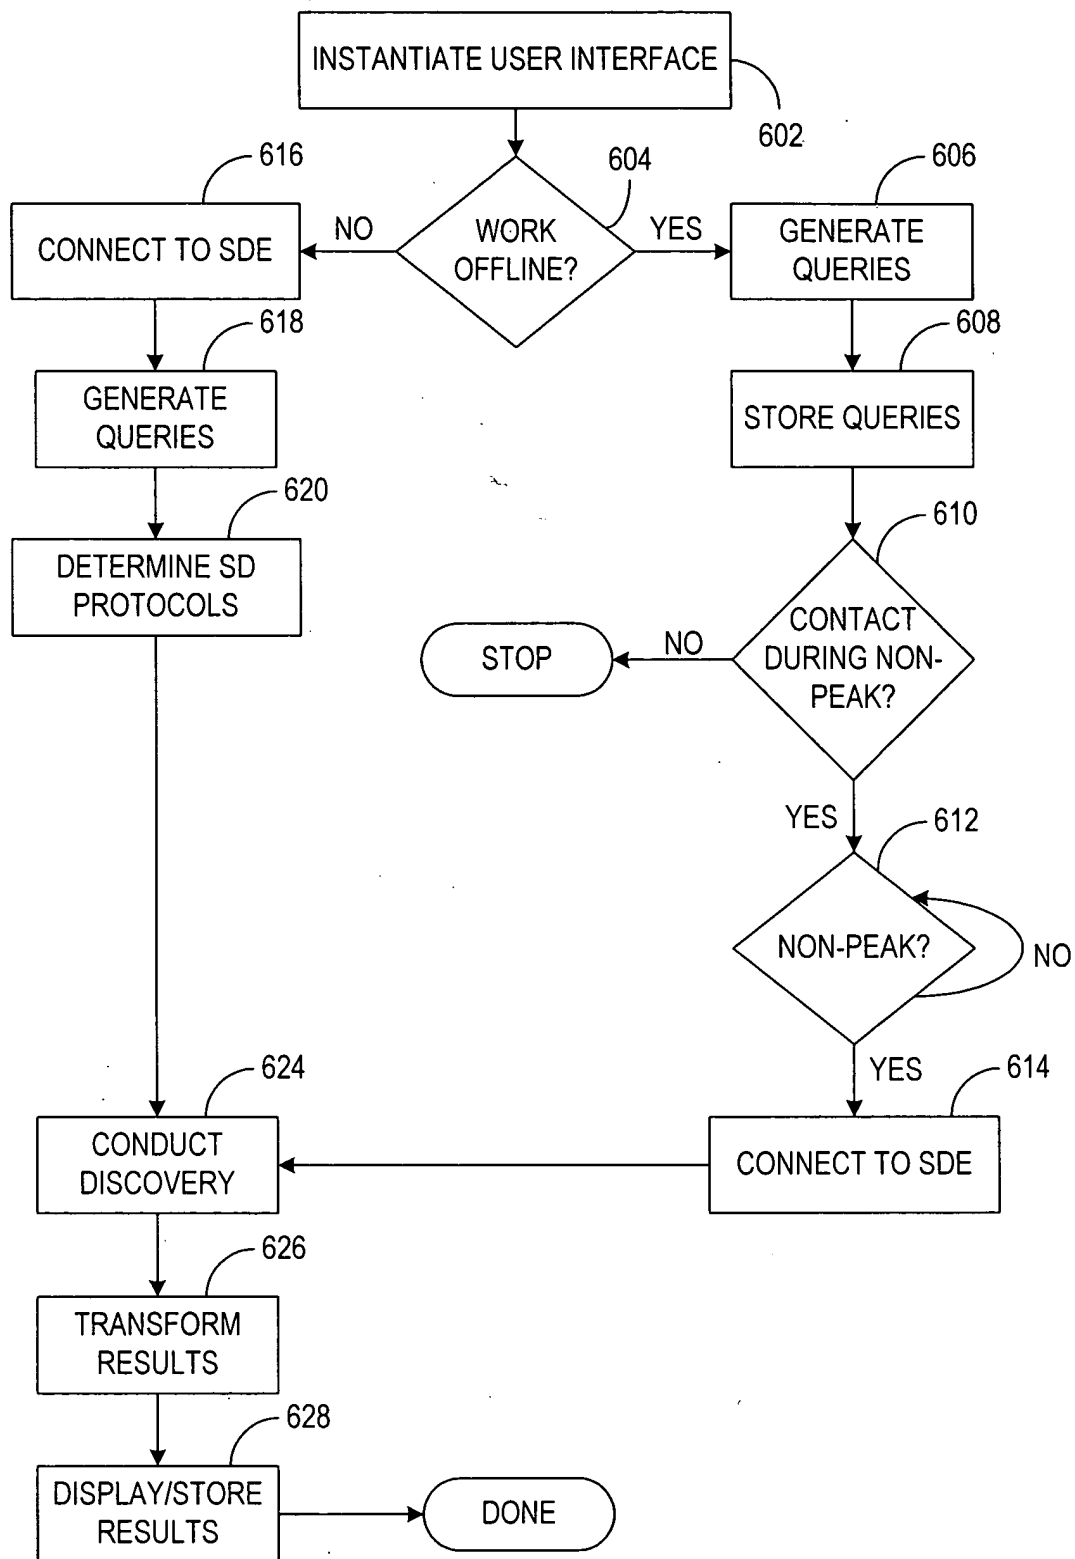 INSTANTIATE USER INTERFACE
602
616
604
606
NO
WORK
OFFLINE?
YES
CONNECT TO SDE
GENERATE
QUERIES
618
608
GENERATE
QUERIES
STORE QUERIES
620
610
DETERMINE SD
PROTOCOLS
CONTACT
DURING NON-
PEAK?
NO
STOP
YES
612
NON-PEAK?
NO
YES
624
614
CONDUCT
DISCOVERY
CONNECT TO SDE
626
TRANSFORM
RESULTS
628
DISPLAY/STORE
RESULTS
DONE